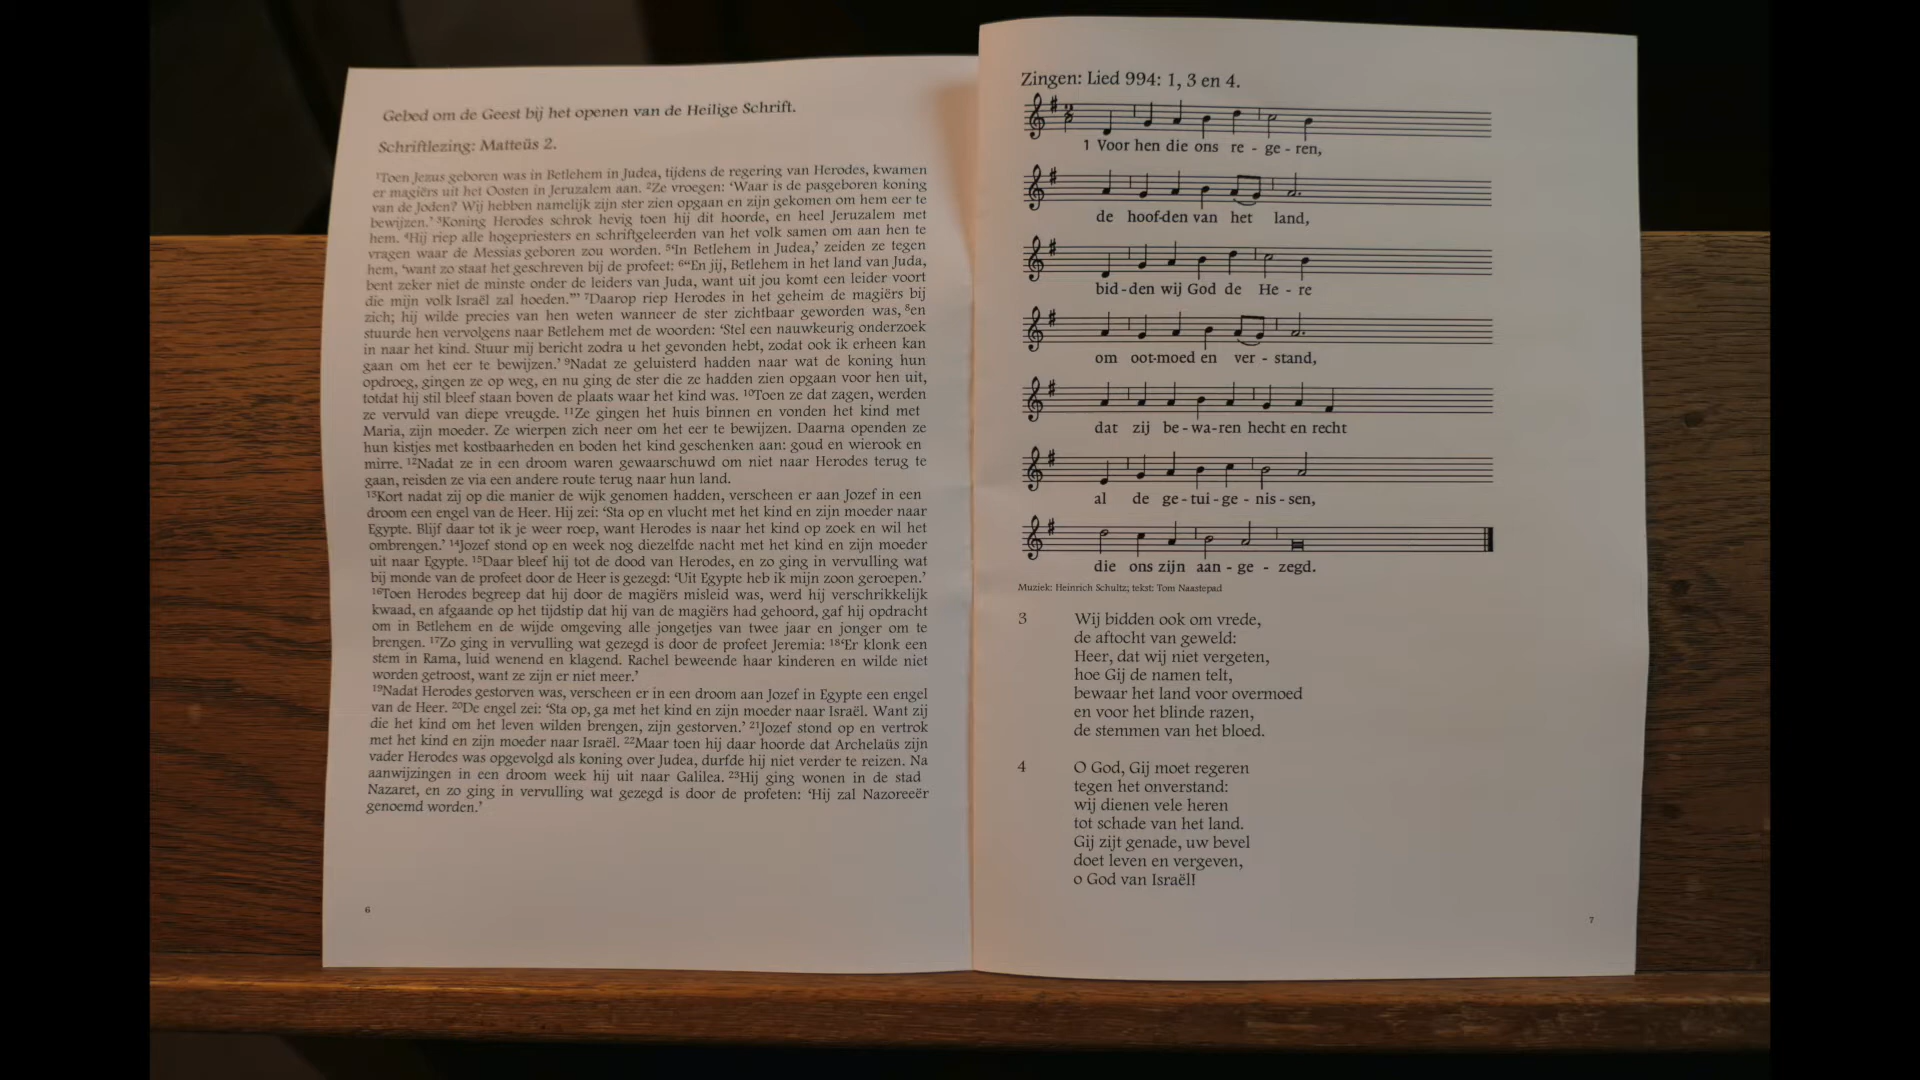 Gebed om de Geest bij het openen van de Heilige Schrift.
Schriftlezing: Matteüs 2.
¹Toen Jezus geboren was in Betlehem in Judea, tijdens de regering van Herodes, kwamen
er magiërs uit het Oosten in Jeruzalem aan. ²Ze vroegen: ‘Waar is de pasgeboren koning
van de Joden? Wij hebben namelijk zijn ster zien opgaan en zijn gekomen om hem eer te
bewijzen.’ ³Koning Herodes schrok hevig toen hij dit hoorde, en heel Jeruzalem met
hem. ⁴Hij riep alle hogepriesters en schriftgeleerden van het volk samen om aan hen te
vragen waar de Messias geboren zou worden. ⁵‘In Betlehem in Judea,’ zeiden ze tegen
hem, ‘want zo staat het geschreven bij de profeet: ⁶“En jij, Betlehem in het land van Juda,
bent zeker niet de minste onder de leiders van Juda, want uit jou komt een leider voort
die mijn volk Israël zal hoeden.”’ ⁷Daarop riep Herodes in het geheim de magiërs bij
zich; hij wilde precies van hen weten wanneer de ster zichtbaar geworden was, ⁸en
stuurde hen vervolgens naar Betlehem met de woorden: ‘Stel een nauwkeurig onderzoek
in naar het kind. Stuur mij bericht zodra u het gevonden hebt, zodat ook ik erheen kan
gaan om het eer te bewijzen.’ ⁹Nadat ze geluisterd hadden naar wat de koning hun
opdroeg, gingen ze op weg, en nu ging de ster die ze hadden zien opgaan voor hen uit,
totdat hij stil bleef staan boven de plaats waar het kind was. ¹⁰Toen ze dat zagen, werden
ze vervuld van diepe vreugde. ¹¹Ze gingen het huis binnen en vonden het kind met
Maria, zijn moeder. Ze wierpen zich neer om het eer te bewijzen. Daarna openden ze
hun kistjes met kostbaarheden en boden het kind geschenken aan: goud en wierook en
mirre. ¹²Nadat ze in een droom waren gewaarschuwd om niet naar Herodes terug te
gaan, reisden ze via een andere route terug naar hun land.
¹³Kort nadat zij op die manier de wijk genomen hadden, verscheen er aan Jozef in een
droom een engel van de Heer. Hij zei: ‘Sta op en vlucht met het kind en zijn moeder naar
Egypte. Blijf daar tot ik je weer roep, want Herodes is naar het kind op zoek en wil het
ombrengen.’ ¹⁴Jozef stond op en week nog diezelfde nacht met het kind en zijn moeder
uit naar Egypte. ¹⁵Daar bleef hij tot de dood van Herodes, en zo ging in vervulling wat
bij monde van de profeet door de Heer is gezegd: ‘Uit Egypte heb ik mijn zoon geroepen.’
¹⁶Toen Herodes begreep dat hij door de magiërs misleid was, werd hij verschrikkelijk
kwaad, en afgaande op het tijdstip dat hij van de magiërs had gehoord, gaf hij opdracht
om in Betlehem en de wijde omgeving alle jongetjes van twee jaar en jonger om te
brengen. ¹⁷Zo ging in vervulling wat gezegd is door de profeet Jeremia: ¹⁸‘Er klonk een
stem in Rama, luid wenend en klagend. Rachel beweende haar kinderen en wilde niet
worden getroost, want ze zijn er niet meer.’
¹⁹Nadat Herodes gestorven was, verscheen er in een droom aan Jozef in Egypte een engel
van de Heer. ²⁰De engel zei: ‘Sta op, ga met het kind en zijn moeder naar Israël. Want zij
die het kind om het leven wilden brengen, zijn gestorven.’ ²¹Jozef stond op en vertrok
met het kind en zijn moeder naar Israël. ²²Maar toen hij daar hoorde dat Archelaüs zijn
vader Herodes was opgevolgd als koning over Judea, durfde hij niet verder te reizen. Na
aanwijzingen in een droom week hij uit naar Galilea. ²³Hij ging wonen in de stad
Nazaret, en zo ging in vervulling wat gezegd is door de profeten: ‘Hij zal Nazoreeër
genoemd worden.’
6
Zingen: Lied 994: 1, 3 en 4.
1 Voor hen die ons re - ge - ren,
de hoof-den van het land,
bid-den wij God de He - re
om oot-moed en ver - stand,
dat zij be-wa-ren hecht en recht
al de ge-tui-ge-nis-sen,
die ons zijn aan - ge - zegd.
Muziek: Heinrich Schultz; tekst: Tom Naastepad
3 Wij bidden ook om vrede,
de aftocht van geweld:
Heer, dat wij niet vergeten,
hoe Gij de namen telt,
bewaar het land voor overmoed
en voor het blinde razen,
de stemmen van het bloed.
4 O God, Gij moet regeren
tegen het onverstand:
wij dienen vele heren
tot schade van het land.
Gij zijt genade, uw bevel
doet leven en vergeven,
o God van Israël!
7